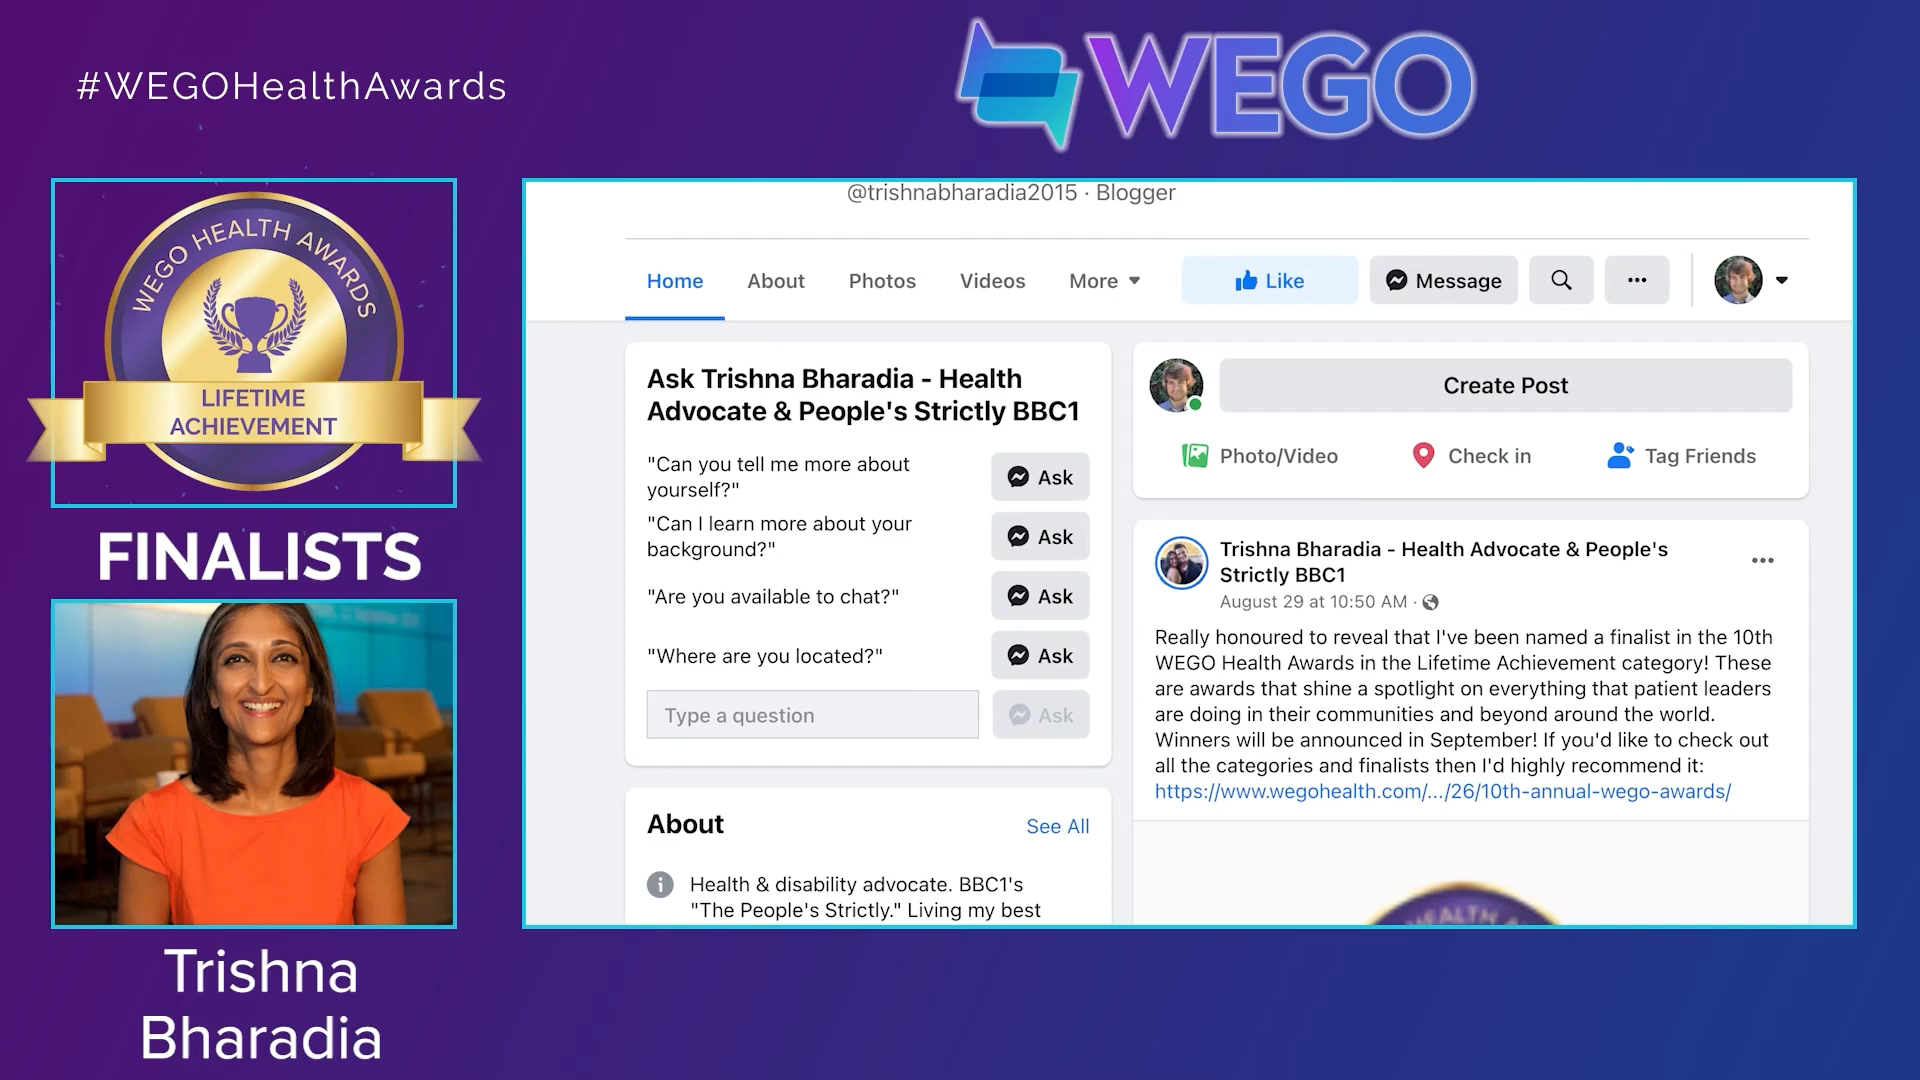 #WEGOHealthAwards
WEGO
WEGO HEALTH AWARDS
LIFETIME
ACHIEVEMENT
FINALISTS
Trishna
Bharadia
@trishnabharadia2015 · Blogger
Home About Photos Videos More Like Message ...
Ask Trishna Bharadia - Health
Advocate & People's Strictly BBC1
"Can you tell me more about
yourself?"
Ask
"Can I learn more about your
background?"
Ask
"Are you available to chat?" Ask
"Where are you located?" Ask
Type a question Ask
About See All
Health & disability advocate. BBC1's
"The People's Strictly." Living my best
Create Post
Photo/Video Check in Tag Friends
Trishna Bharadia - Health Advocate & People's
Strictly BBC1
August 29 at 10:50 AM ·
Really honoured to reveal that I've been named a finalist in the 10th
WEGO Health Awards in the Lifetime Achievement category! These
are awards that shine a spotlight on everything that patient leaders
are doing in their communities and beyond around the world.
Winners will be announced in September! If you'd like to check out
all the categories and finalists then I'd highly recommend it:
https://www.wegohealth.com/.../26/10th-annual-wego-awards/
HEALTH